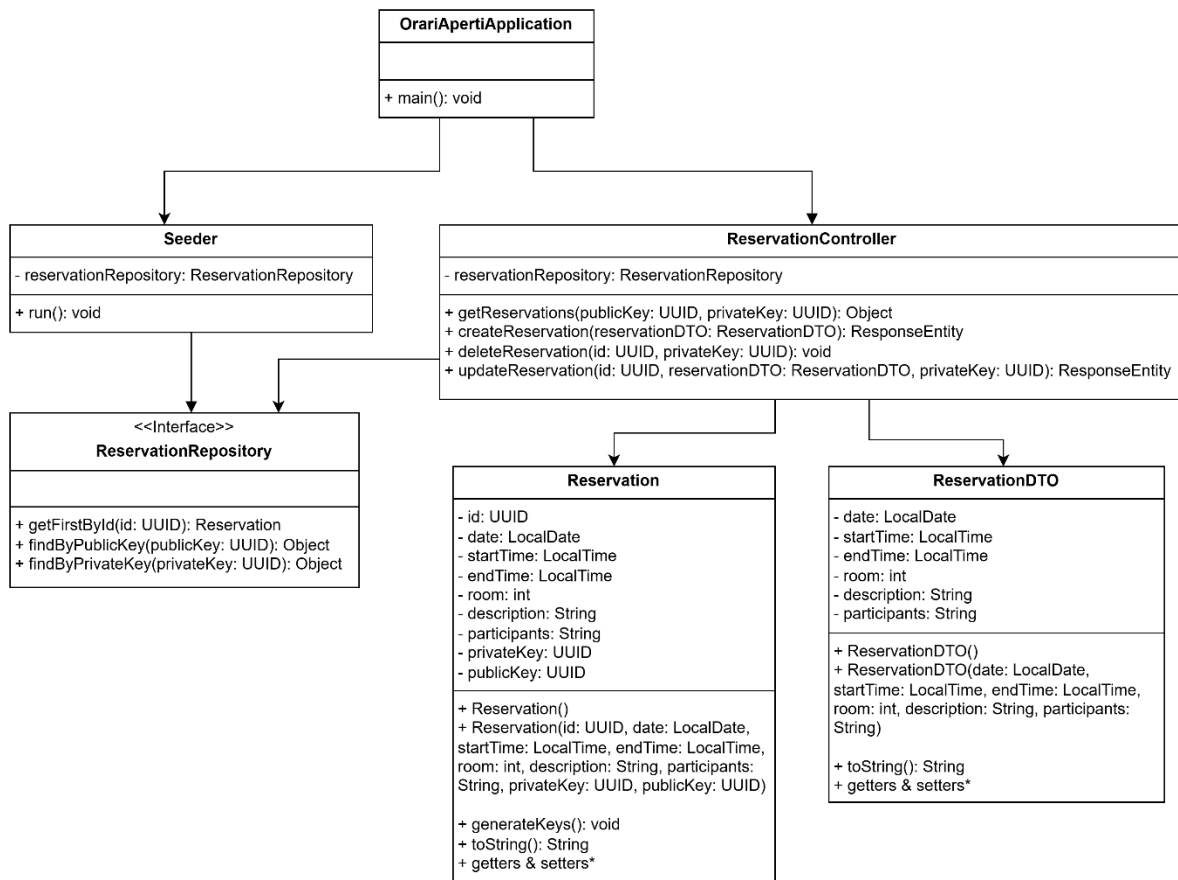 OrariApertiApplication
+ main(): void
Seeder
- reservationRepository: ReservationRepository
+ run(): void
ReservationController
- reservationRepository: ReservationRepository
+ getReservations(publicKey: UUID, privateKey: UUID): Object
+ createReservation(reservationDTO: ReservationDTO): ResponseEntity
+ deleteReservation(id: UUID, privateKey: UUID): void
+ updateReservation(id: UUID, reservationDTO: ReservationDTO, privateKey: UUID): ResponseEntity
<<Interface>>
ReservationRepository
+ getFirstById(id: UUID): Reservation
+ findByPublicKey(publicKey: UUID): Object
+ findByPrivateKey(privateKey: UUID): Object
Reservation
- id: UUID
- date: LocalDate
- startTime: LocalTime
- endTime: LocalTime
- room: int
- description: String
- participants: String
- privateKey: UUID
- publicKey: UUID
+ Reservation()
+ Reservation(id: UUID, date: LocalDate,
startTime: LocalTime, endTime: LocalTime,
room: int, description: String, participants:
String, privateKey: UUID, publicKey: UUID)
+ generateKeys(): void
+ toString(): String
+ getters & setters*
ReservationDTO
- date: LocalDate
- startTime: LocalTime
- endTime: LocalTime
- room: int
- description: String
- participants: String
+ ReservationDTO()
+ ReservationDTO(date: LocalDate,
startTime: LocalTime, endTime: LocalTime,
room: int, description: String, participants:
String)
+ toString(): String
+ getters & setters*